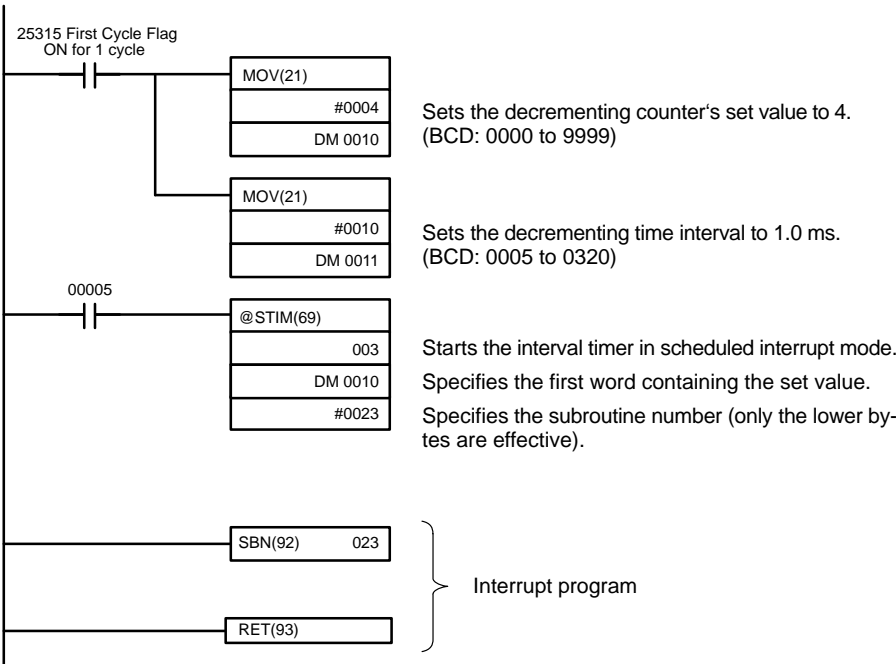 25315 First Cycle Flag
ON for 1 cycle
MOV(21)
#0004
DM 0010
Sets the decrementing counter‘s set value to 4.
(BCD: 0000 to 9999)
MOV(21)
#0010
DM 0011
Sets the decrementing time interval to 1.0 ms.
(BCD: 0005 to 0320)
00005
@STIM(69)
003
Starts the interval timer in scheduled interrupt mode.
DM 0010
Specifies the first word containing the set value.
#0023
Specifies the subroutine number (only the lower by-
tes are effective).
SBN(92) 023
Interrupt program
RET(93)